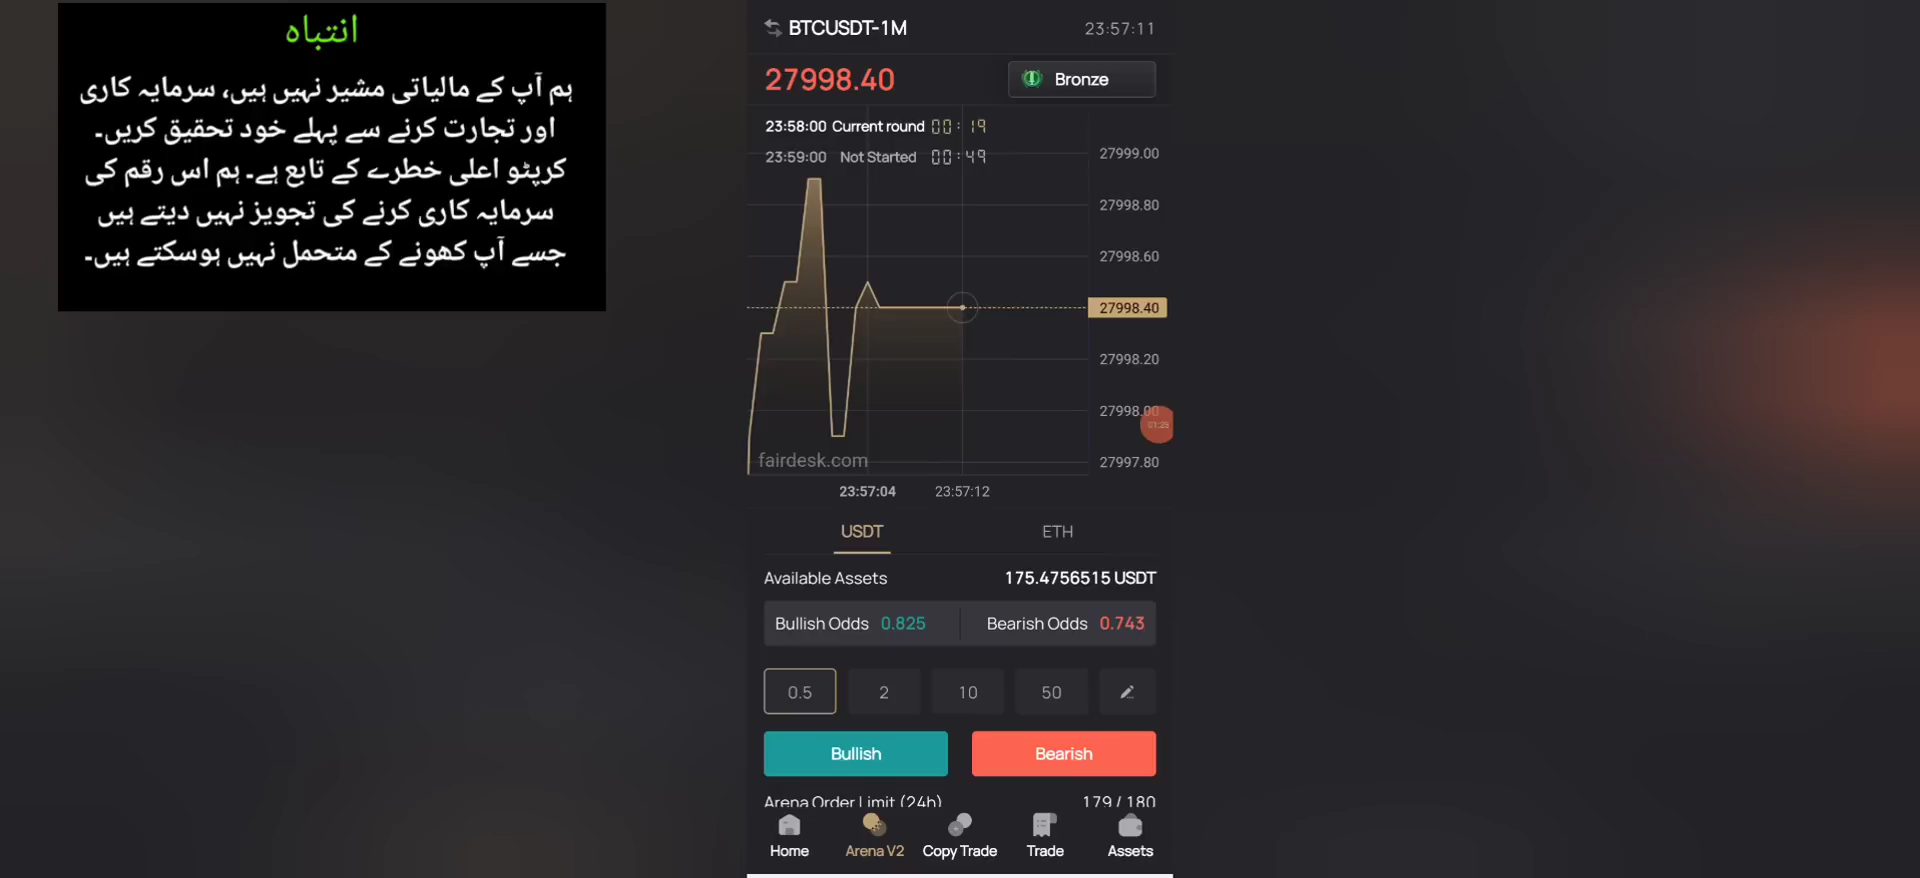 انتباہ
ہم آپ کے مالیاتی مشیر نہیں ہیں، سرمایہ کاری
اور تجارت کرنے سے پہلے خود تحقیق کریں۔
کرپٹو اعلی خطرے کے تابع ہے۔ ہم اس رقم کی
سرمایہ کاری کرنے کی تجویز نہیں دیتے ہیں
جسے آپ کھونے کے متحمل نہیں ہوسکتے ہیں۔
BTCUSDT-1M 23:57:11
27998.40 Bronze
23:58:00 Current round 00:19
23:59:00 Not Started 00:49
27999.00
27998.80
27998.60
27998.40
27998.20
27998.00
01:25
27997.80
fairdesk.com
23:57:04 23:57:12
USDT ETH
Available Assets 175.4756515 USDT
Bullish Odds 0.825 Bearish Odds 0.743
0.5 2 10 50
Bullish Bearish
Arena Order Limit (24h) 179 / 180
Home Arena V2 Copy Trade Trade Assets